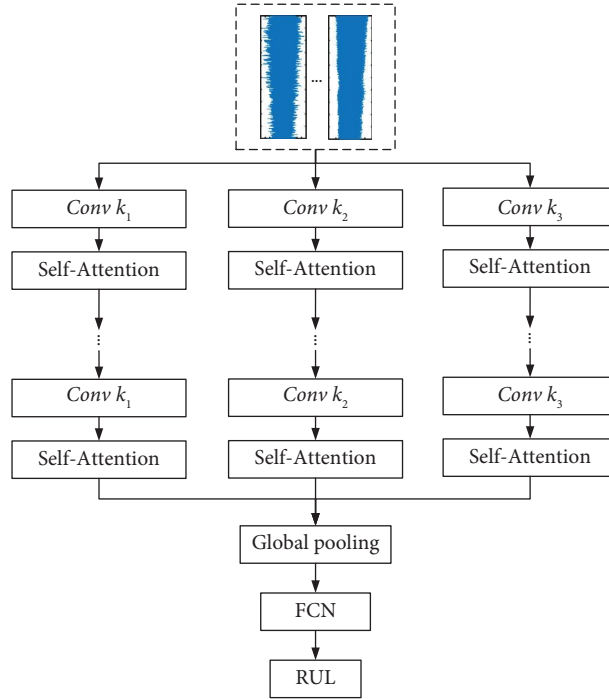 ...
Conv k1
Conv k2
Conv k3
Self-Attention
Self-Attention
Self-Attention
...
...
...
Conv k1
Conv k2
Conv k3
Self-Attention
Self-Attention
Self-Attention
Global pooling
FCN
RUL